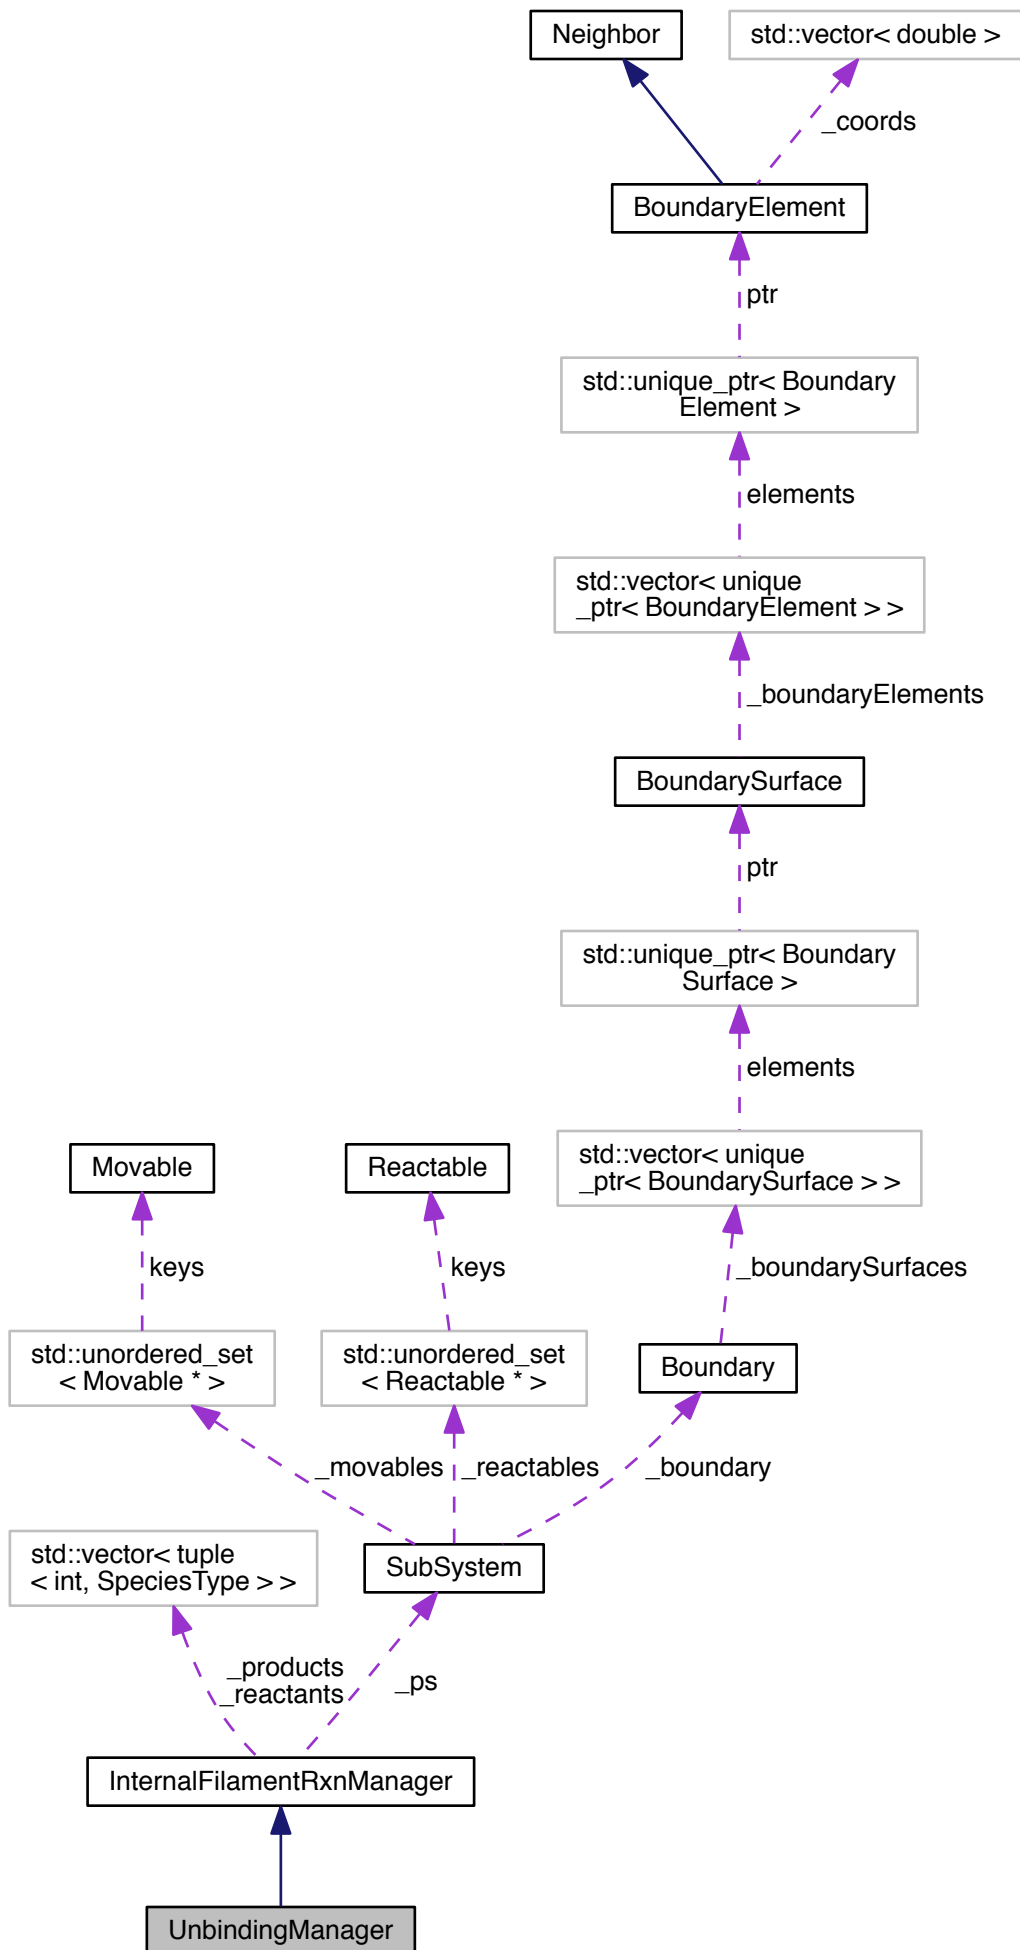 Neighbor
std::vector< double >
_coords
BoundaryElement
ptr
std::unique_ptr< Boundary
Element >
elements
std::vector< unique
_ptr< BoundaryElement > >
_boundaryElements
BoundarySurface
ptr
std::unique_ptr< Boundary
Surface >
elements
Movable
Reactable
std::vector< unique
_ptr< BoundarySurface > >
keys
keys
_boundarySurfaces
std::unordered_set
< Movable * >
std::unordered_set
< Reactable * >
Boundary
_movables
_reactables
_boundary
std::vector< tuple
< int, SpeciesType > >
SubSystem
_products
_reactants
_ps
InternalFilamentRxnManager
UnbindingManager